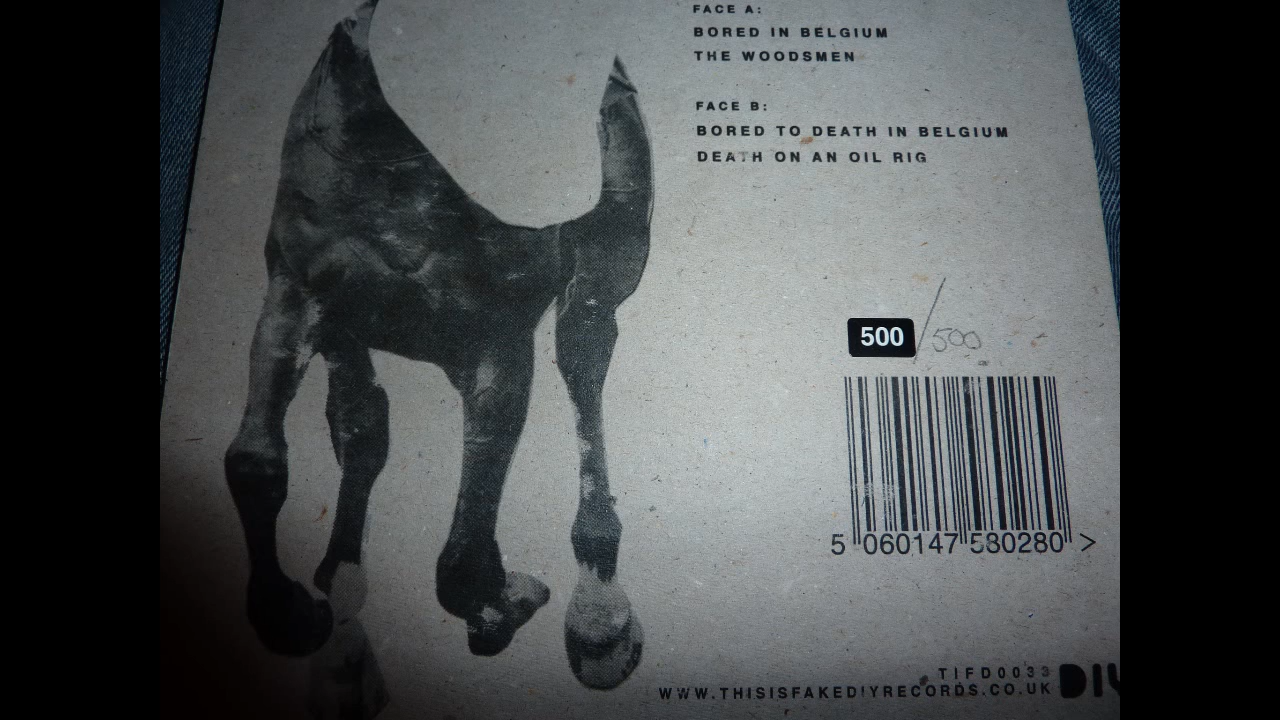 FACE A:
BORED IN BELGIUM
THE WOODSMEN
FACE B:
BORED TO DEATH IN BELGIUM
DEATH ON AN OIL RIG
500/500
5 060147 580280 >
TIFD0033
WWW.THISISFAKEDIYRECORDS.CO.UK
DIY